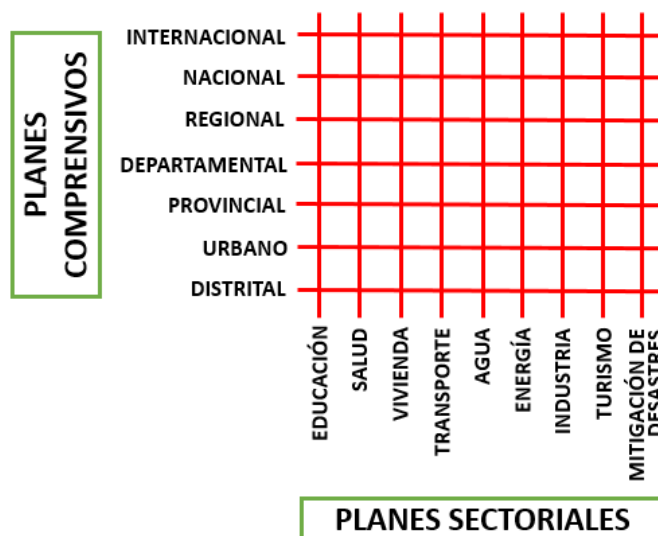 PLANES
COMPRENSIVOS
INTERNACIONAL
NACIONAL
REGIONAL
DEPARTAMENTAL
PROVINCIAL
URBANO
DISTRITAL
EDUCACIÓN
SALUD
VIVIENDA
TRANSPORTE
AGUA
ENERGÍA
INDUSTRIA
TURISMO
MITIGACIÓN DE
DESASTRES
PLANES SECTORIALES